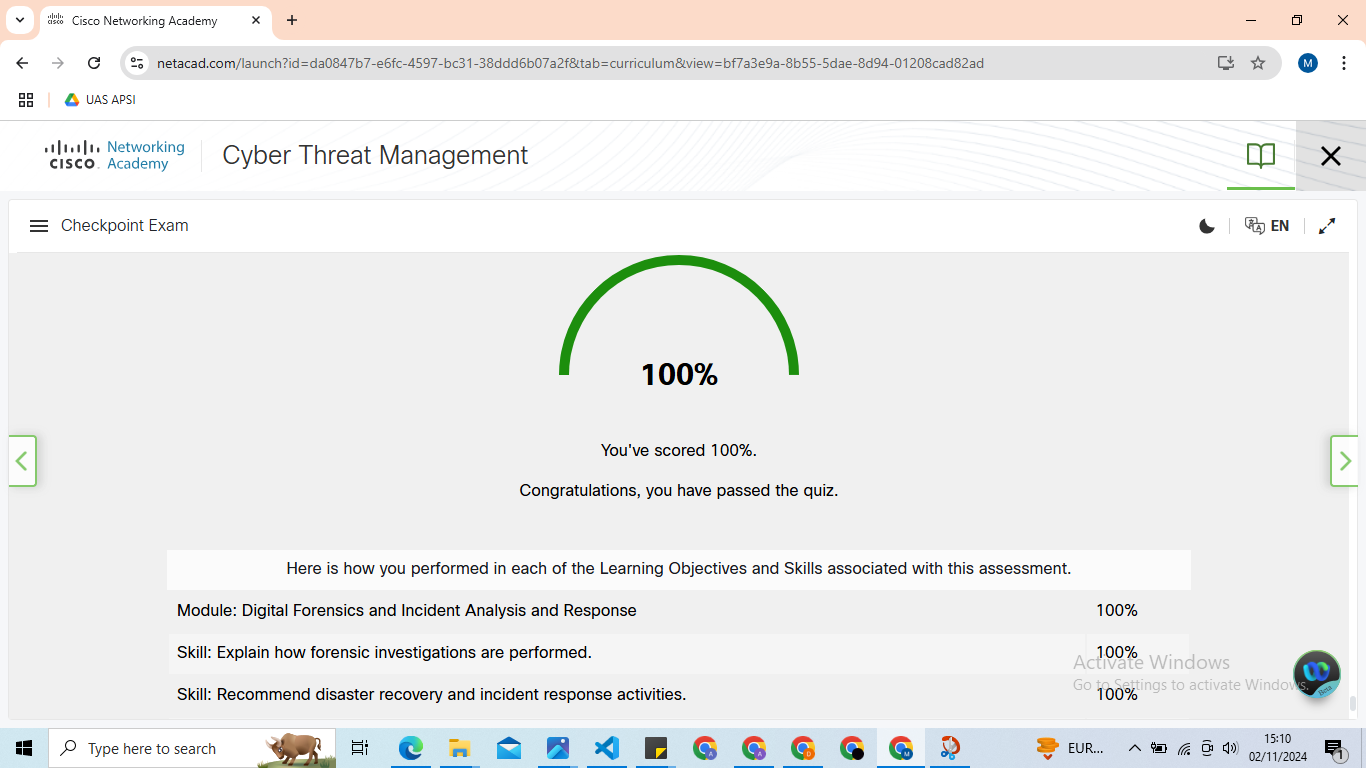 Cisco Networking Academy
netacad.com/launch?id=da0847b7-e6fc-4597-bc31-38ddd6b07a2f&tab=curriculum&view=bf7a3e9a-8b55-5dae-8d94-01208cad82ad
M
UAS APSI
CISCO Networking Academy
Cyber Threat Management
Checkpoint Exam
EN
100%
You've scored 100%.
Congratulations, you have passed the quiz.
Here is how you performed in each of the Learning Objectives and Skills associated with this assessment.
Module: Digital Forensics and Incident Analysis and Response 100%
Skill: Explain how forensic investigations are performed. 100%
Skill: Recommend disaster recovery and incident response activities. 100%
Activate Windows
Go to Settings to activate Windows.
Beta
Type here to search
EUR...
15:10
02/11/2024
1